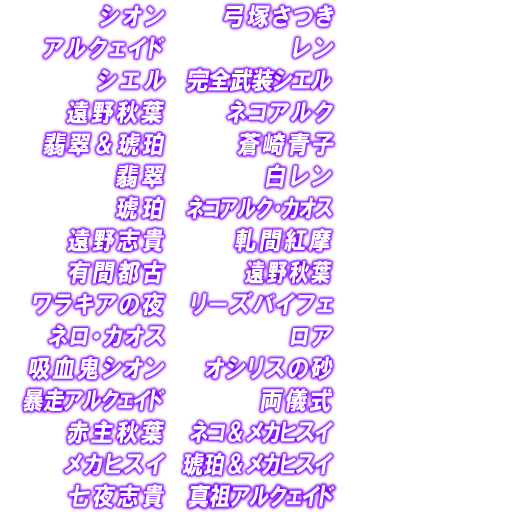 シオン 弓塚さつき
アルクェイド レン
シエル 完全武装シエル
遠野秋葉 ネコアルク
翡翠＆琥珀 蒼崎青子
翡翠 白レン
琥珀 ネコアルク・カオス
遠野志貴 軋間紅摩
有間都古 遠野秋葉
ワラキアの夜 リーズバイフェ
ネロ・カオス ロア
吸血鬼シオン オシリスの砂
暴走アルクェイド 両儀式
赤主秋葉 ネコ＆メカヒスイ
メカヒスイ 琥珀＆メカヒスイ
七夜志貴 真祖アルクェイド